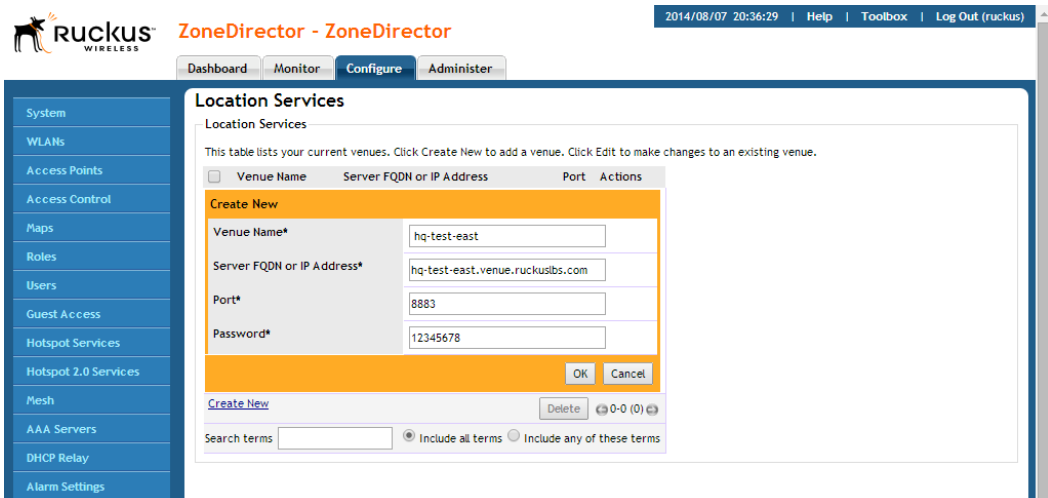 2014/08/07 20:36:29 | Help | Toolbox | Log Out (ruckus)
RUCKUS WIRELESS
ZoneDirector - ZoneDirector
Dashboard Monitor Configure Administer
System
WLANs
Access Points
Access Control
Maps
Roles
Users
Guest Access
Hotspot Services
Hotspot 2.0 Services
Mesh
AAA Servers
DHCP Relay
Alarm Settings
Location Services
Location Services
This table lists your current venues. Click Create New to add a venue. Click Edit to make changes to an existing venue.
Venue Name Server FQDN or IP Address Port Actions
Create New
Venue Name* hq-test-east
Server FQDN or IP Address* hq-test-east.venue.ruckuslbs.com
Port* 8883
Password* 12345678
OK Cancel
Create New Delete 0-0 (0)
Search terms Include all terms Include any of these terms